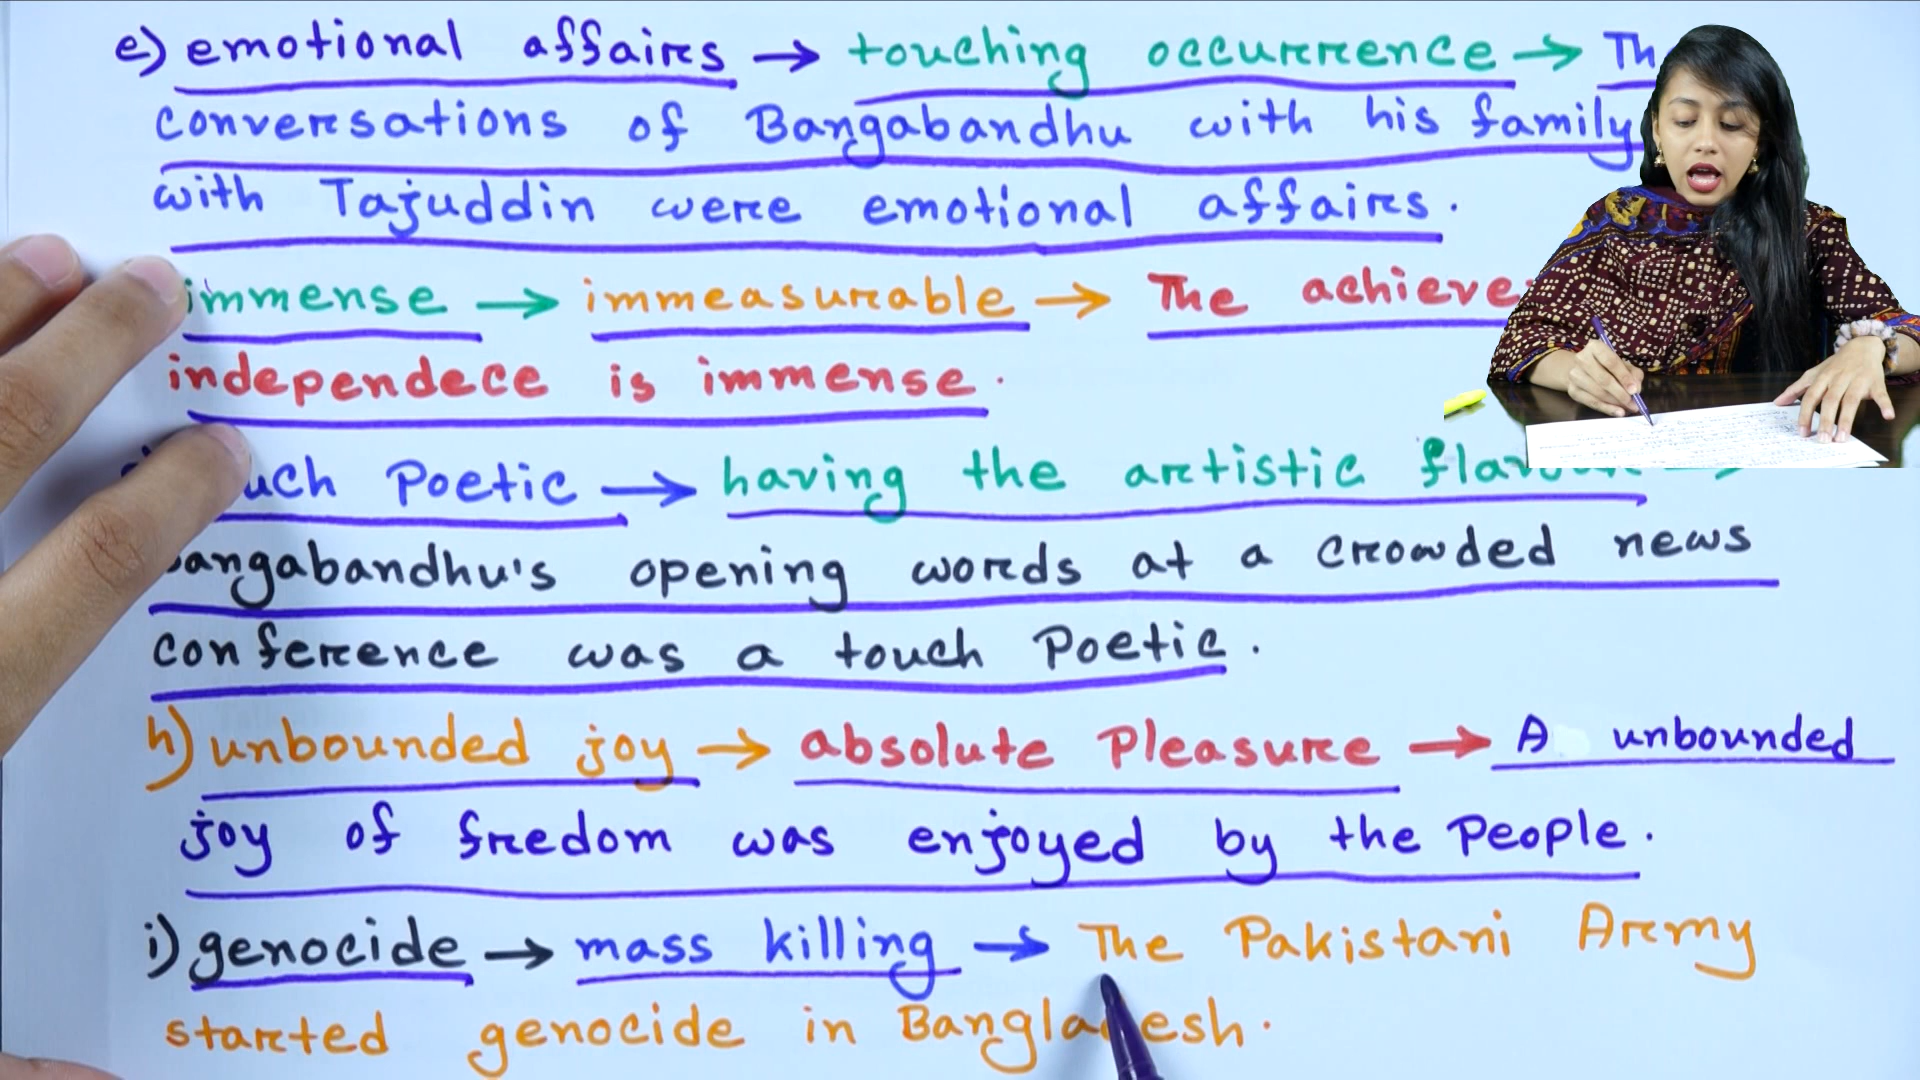 e) emotional affairs → touching occurrence → Th
conversations of Bangabandhu with his family
with Tajuddin were emotional affairs.
immense → immeasurable → The achieve
independece is immense.
uch Poetic → having the artistic flavour →
angabandhu's opening words at a crowded news
conference was a touch Poetic.
h) unbounded joy → absolute Pleasure → A unbounded
joy of fredom was enjoyed by the People.
i) genocide → mass killing → The Pakistani Army
started genocide in Bangladesh.